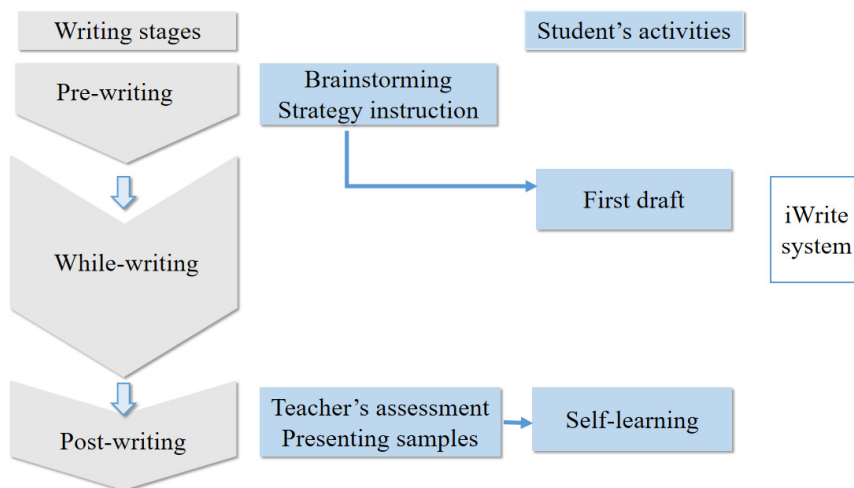 Writing stages
Student's activities
Pre-writing
Brainstorming
Strategy instruction
First draft
iWrite
system
While-writing
Teacher's assessment
Presenting samples
Self-learning
Post-writing